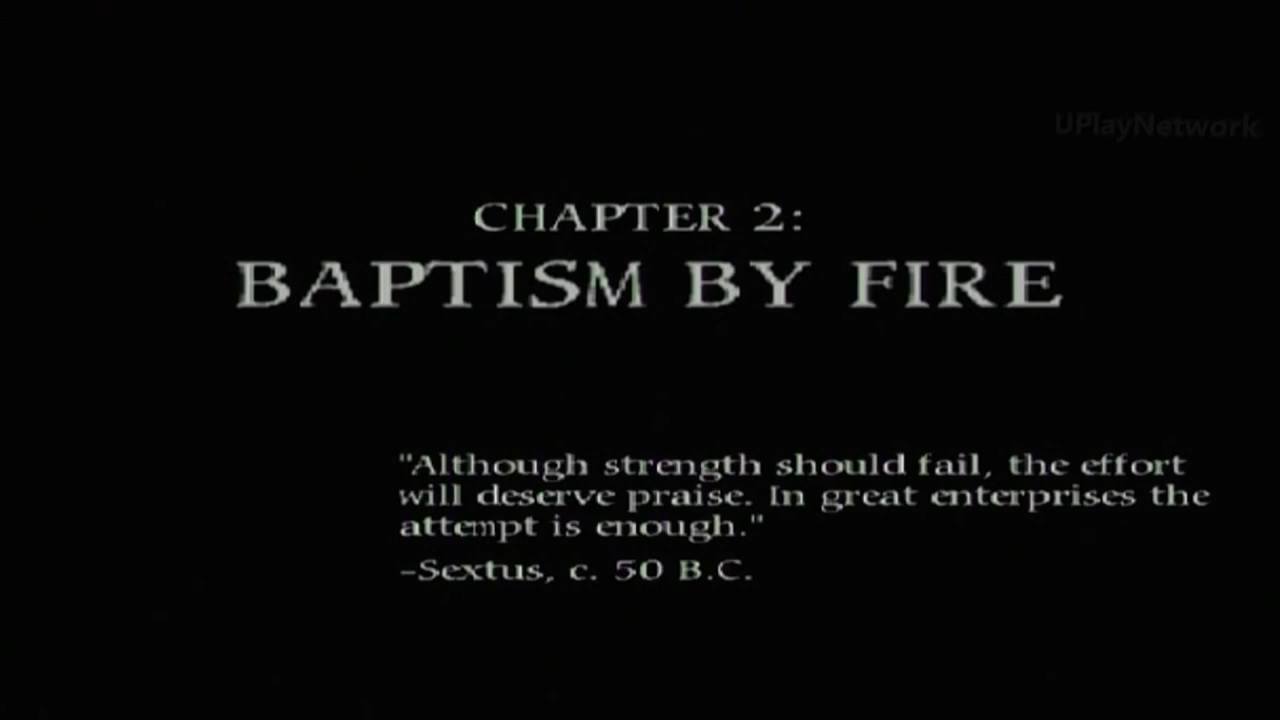 UPlayNetwork
CHAPTER 2:
BAPTISM BY FIRE
"Although strength should fail, the effort
will deserve praise. In great enterprises the
attempt is enough."
-Sextus, c. 50 B.C.